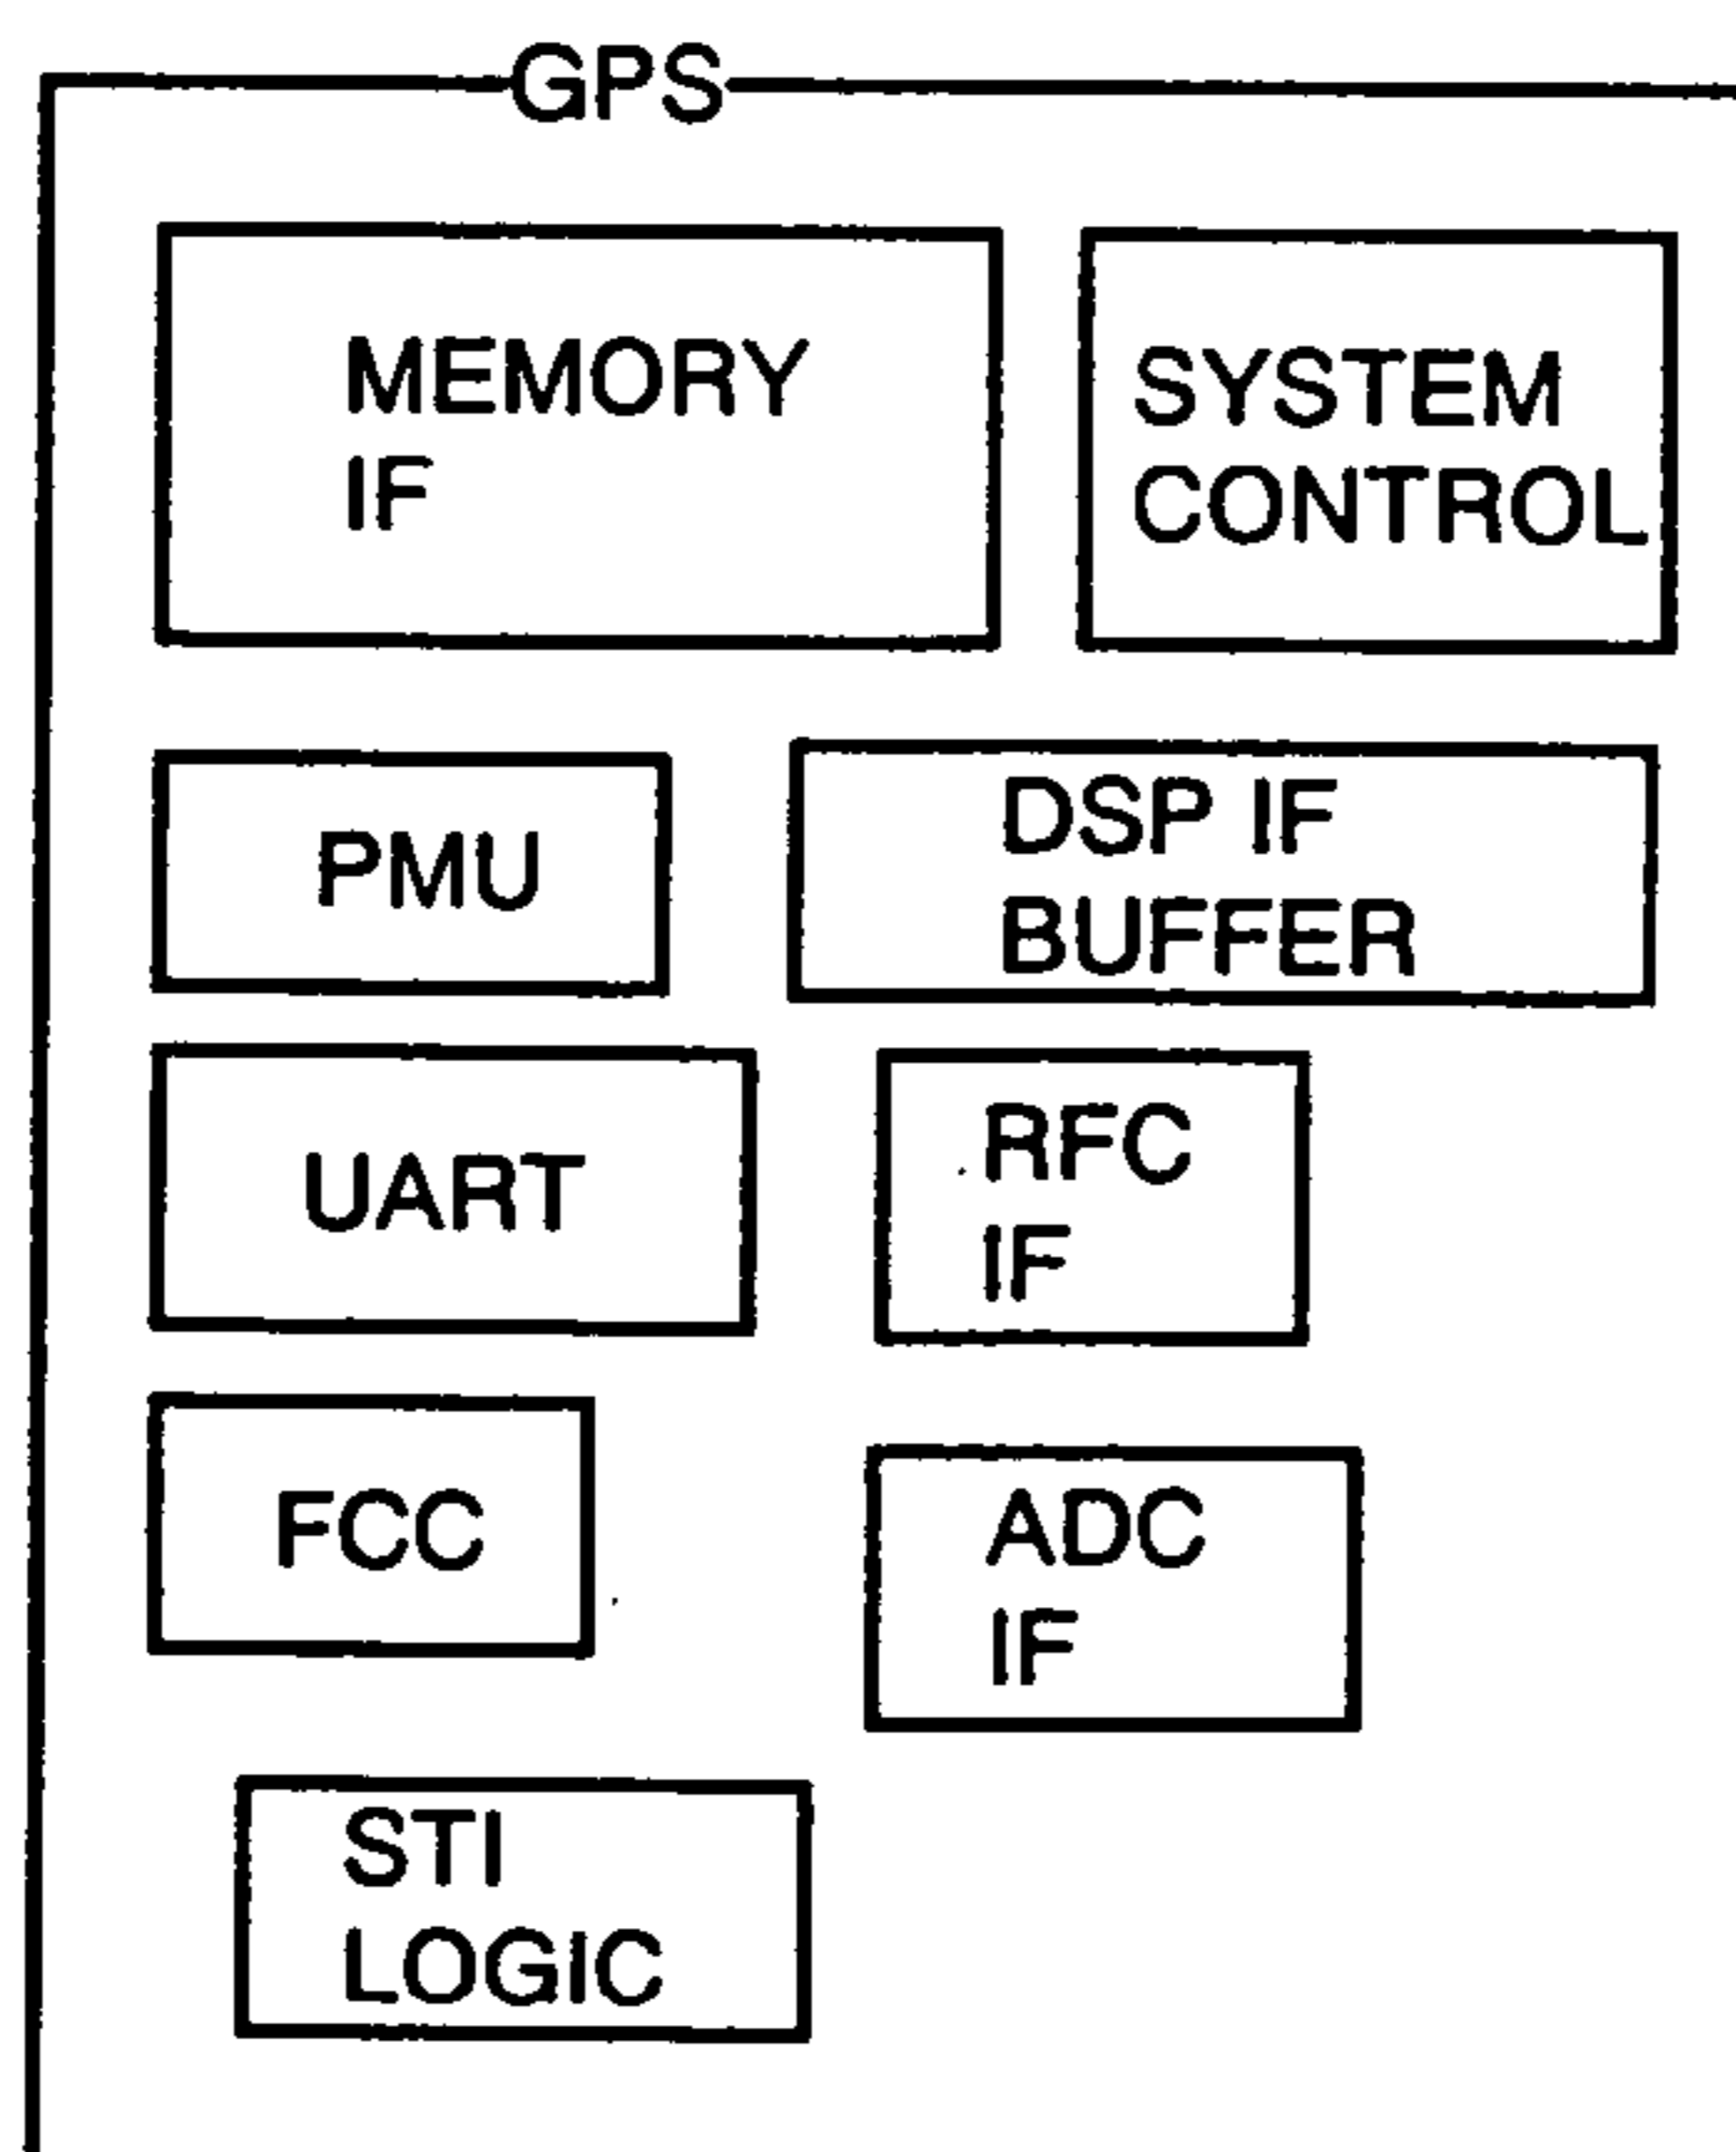 GPS
MEMORY
IF
SYSTEM
CONTROL
PMU
DSP IF
BUFFER
UART
RFC
IF
FCC
ADC
IF
STI
LOGIC